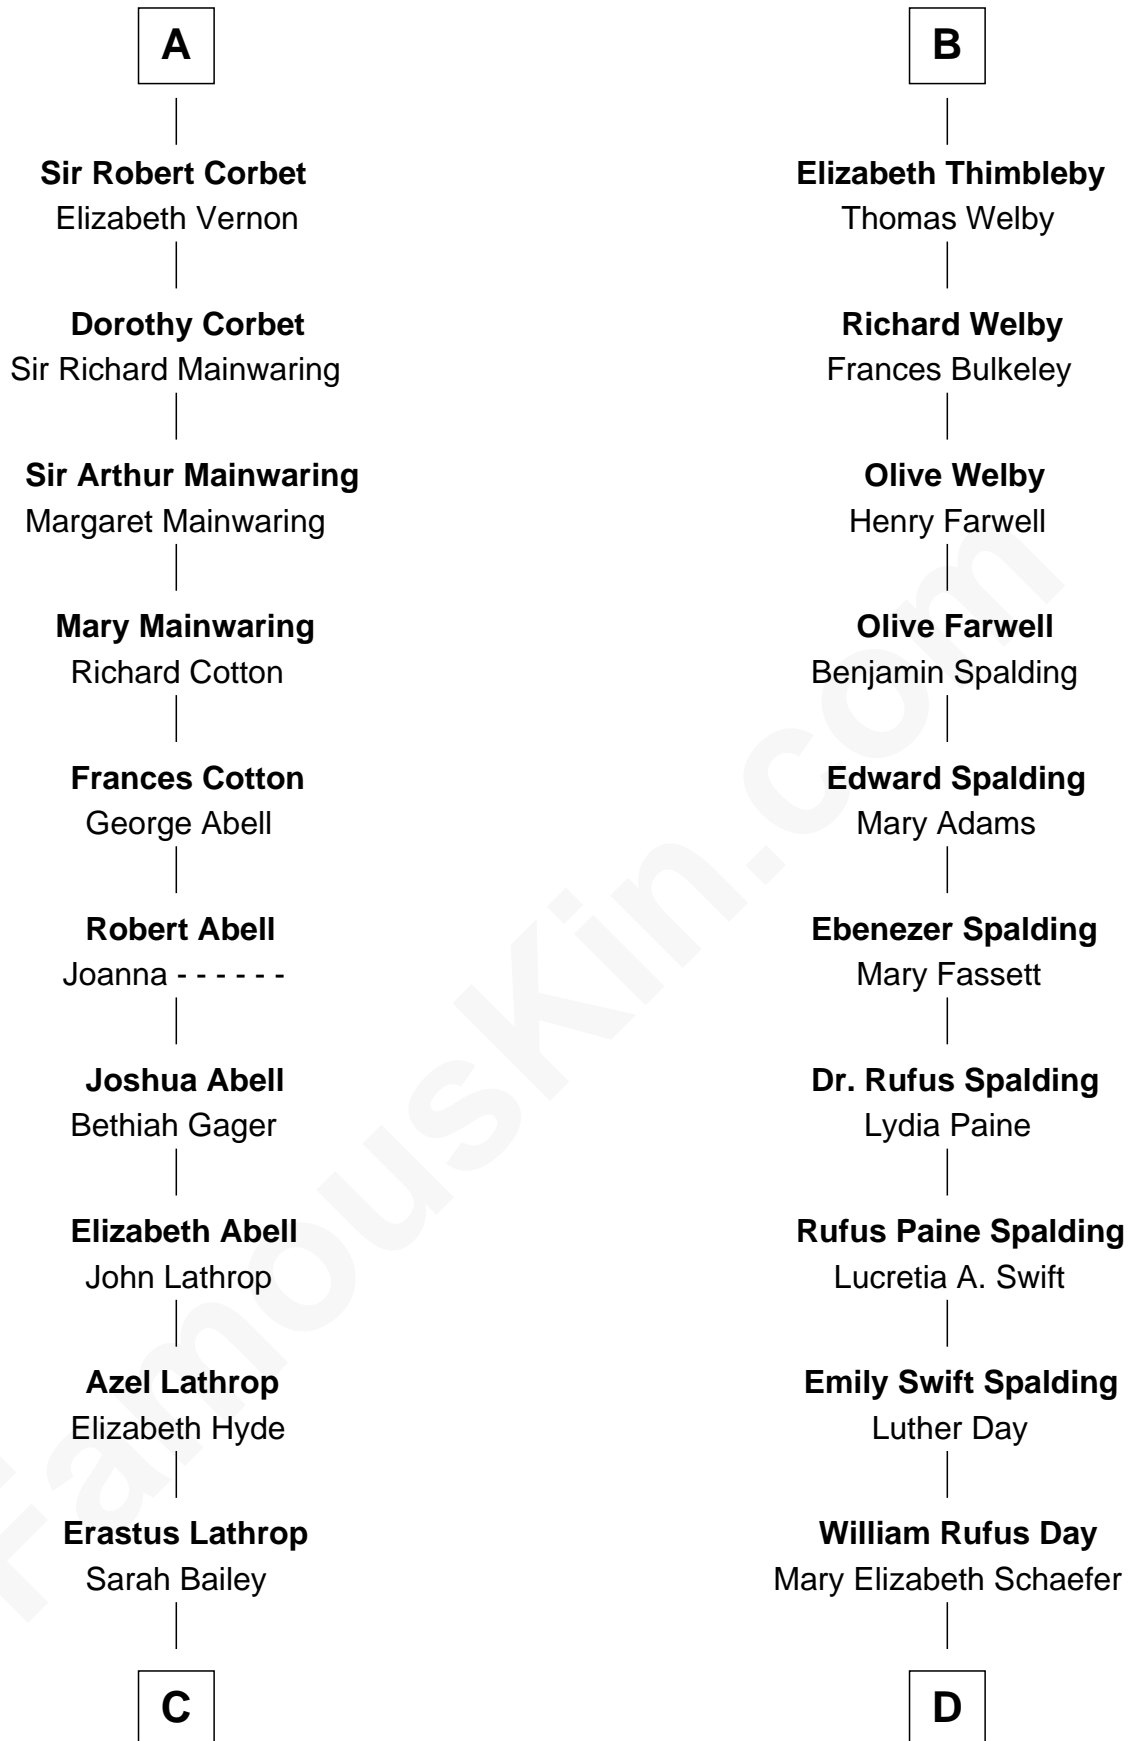 A
Sir Robert Corbet
Elizabeth Vernon
Dorothy Corbet
Sir Richard Mainwaring
Sir Arthur Mainwaring
Margaret Mainwaring
Mary Mainwaring
Richard Cotton
Frances Cotton
George Abell
Robert Abell
Joanna - - - - - -
Joshua Abell
Bethiah Gager
Elizabeth Abell
John Lathrop
Azel Lathrop
Elizabeth Hyde
Erastus Lathrop
Sarah Bailey
C
B
Elizabeth Thimbleby
Thomas Welby
Richard Welby
Frances Bulkeley
Olive Welby
Henry Farwell
Olive Farwell
Benjamin Spalding
Edward Spalding
Mary Adams
Ebenezer Spalding
Mary Fassett
Dr. Rufus Spalding
Lydia Paine
Rufus Paine Spalding
Lucretia A. Swift
Emily Swift Spalding
Luther Day
William Rufus Day
Mary Elizabeth Schaefer
D
FamousKin.com